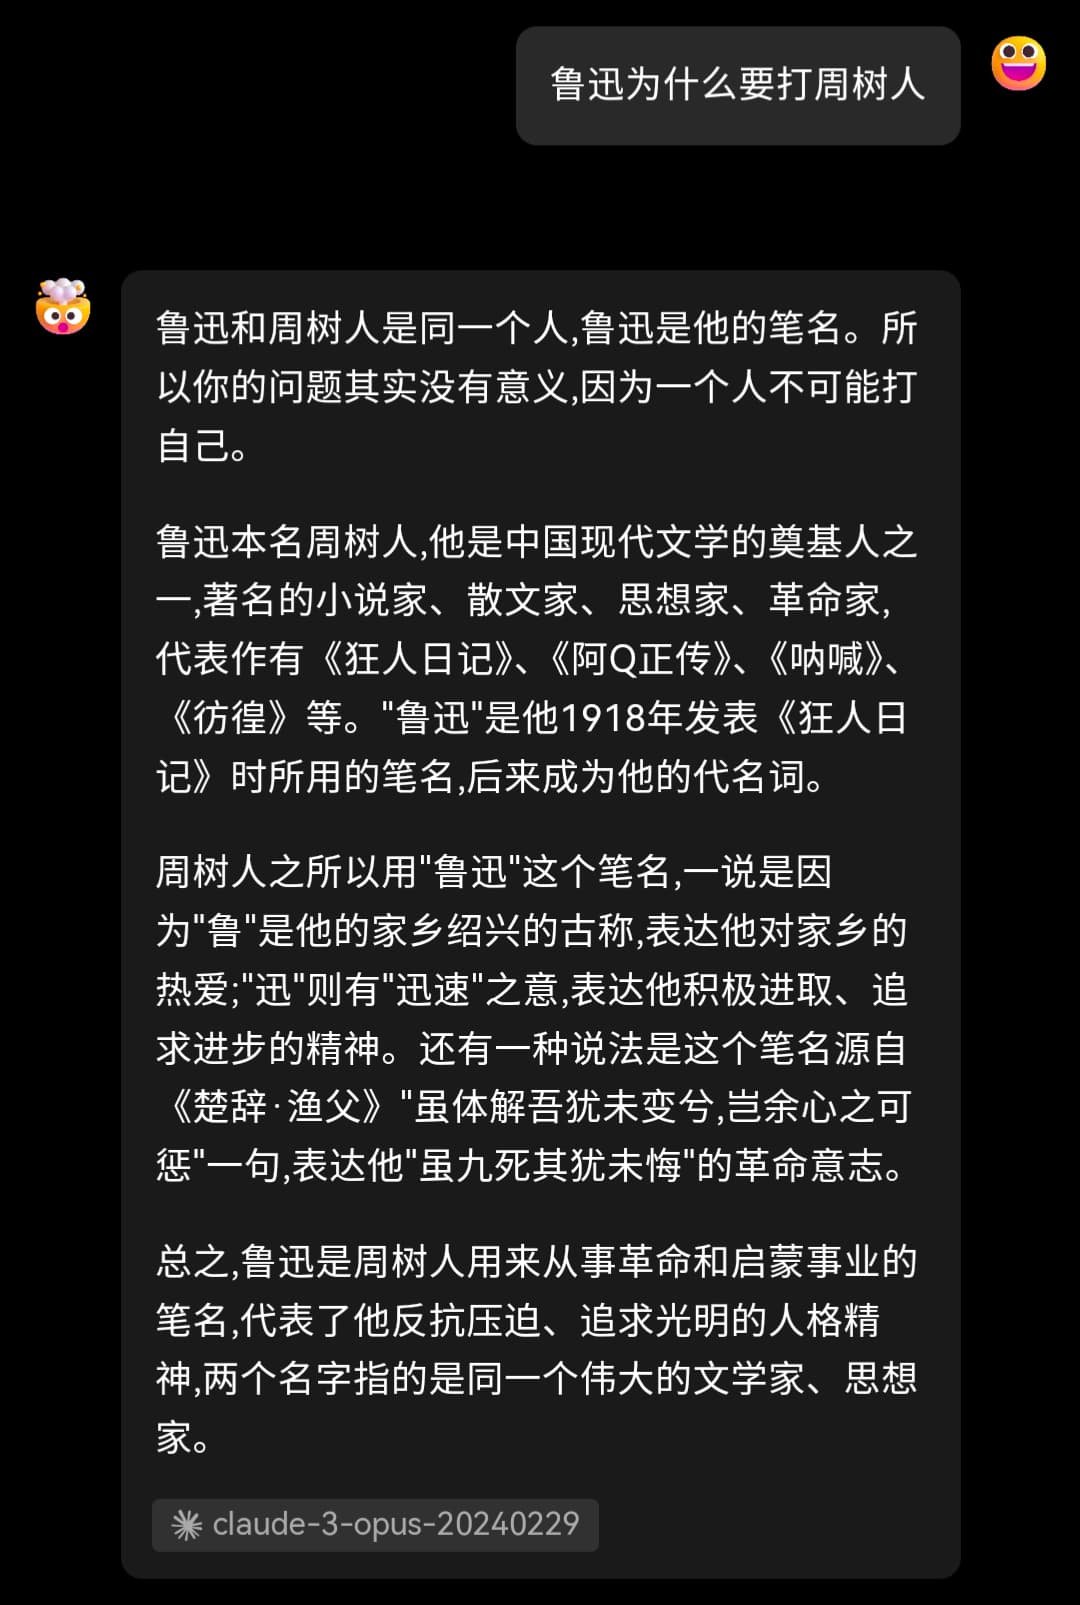 鲁迅为什么要打周树人
鲁迅和周树人是同一个人,鲁迅是他的笔名。所
以你的问题其实没有意义,因为一个人不可能打
自己。
鲁迅本名周树人,他是中国现代文学的奠基人之
一,著名的小说家、散文家、思想家、革命家,
代表作有《狂人日记》、《阿Q正传》、《呐喊》、
《彷徨》等。"鲁迅"是他1918年发表《狂人日
记》时所用的笔名,后来成为他的代名词。
周树人之所以用"鲁迅"这个笔名,一说是因
为"鲁"是他的家乡绍兴的古称,表达他对家乡的
热爱;"迅"则有"迅速"之意,表达他积极进取、追
求进步的精神。还有一种说法是这个笔名源自
《楚辞·渔父》"虽体解吾犹未变兮,岂余心之可
惩"一句,表达他"虽九死其犹未悔"的革命意志。
总之,鲁迅是周树人用来从事革命和启蒙事业的
笔名,代表了他反抗压迫、追求光明的人格精
神,两个名字指的是同一个伟大的文学家、思想
家。
claude-3-opus-20240229